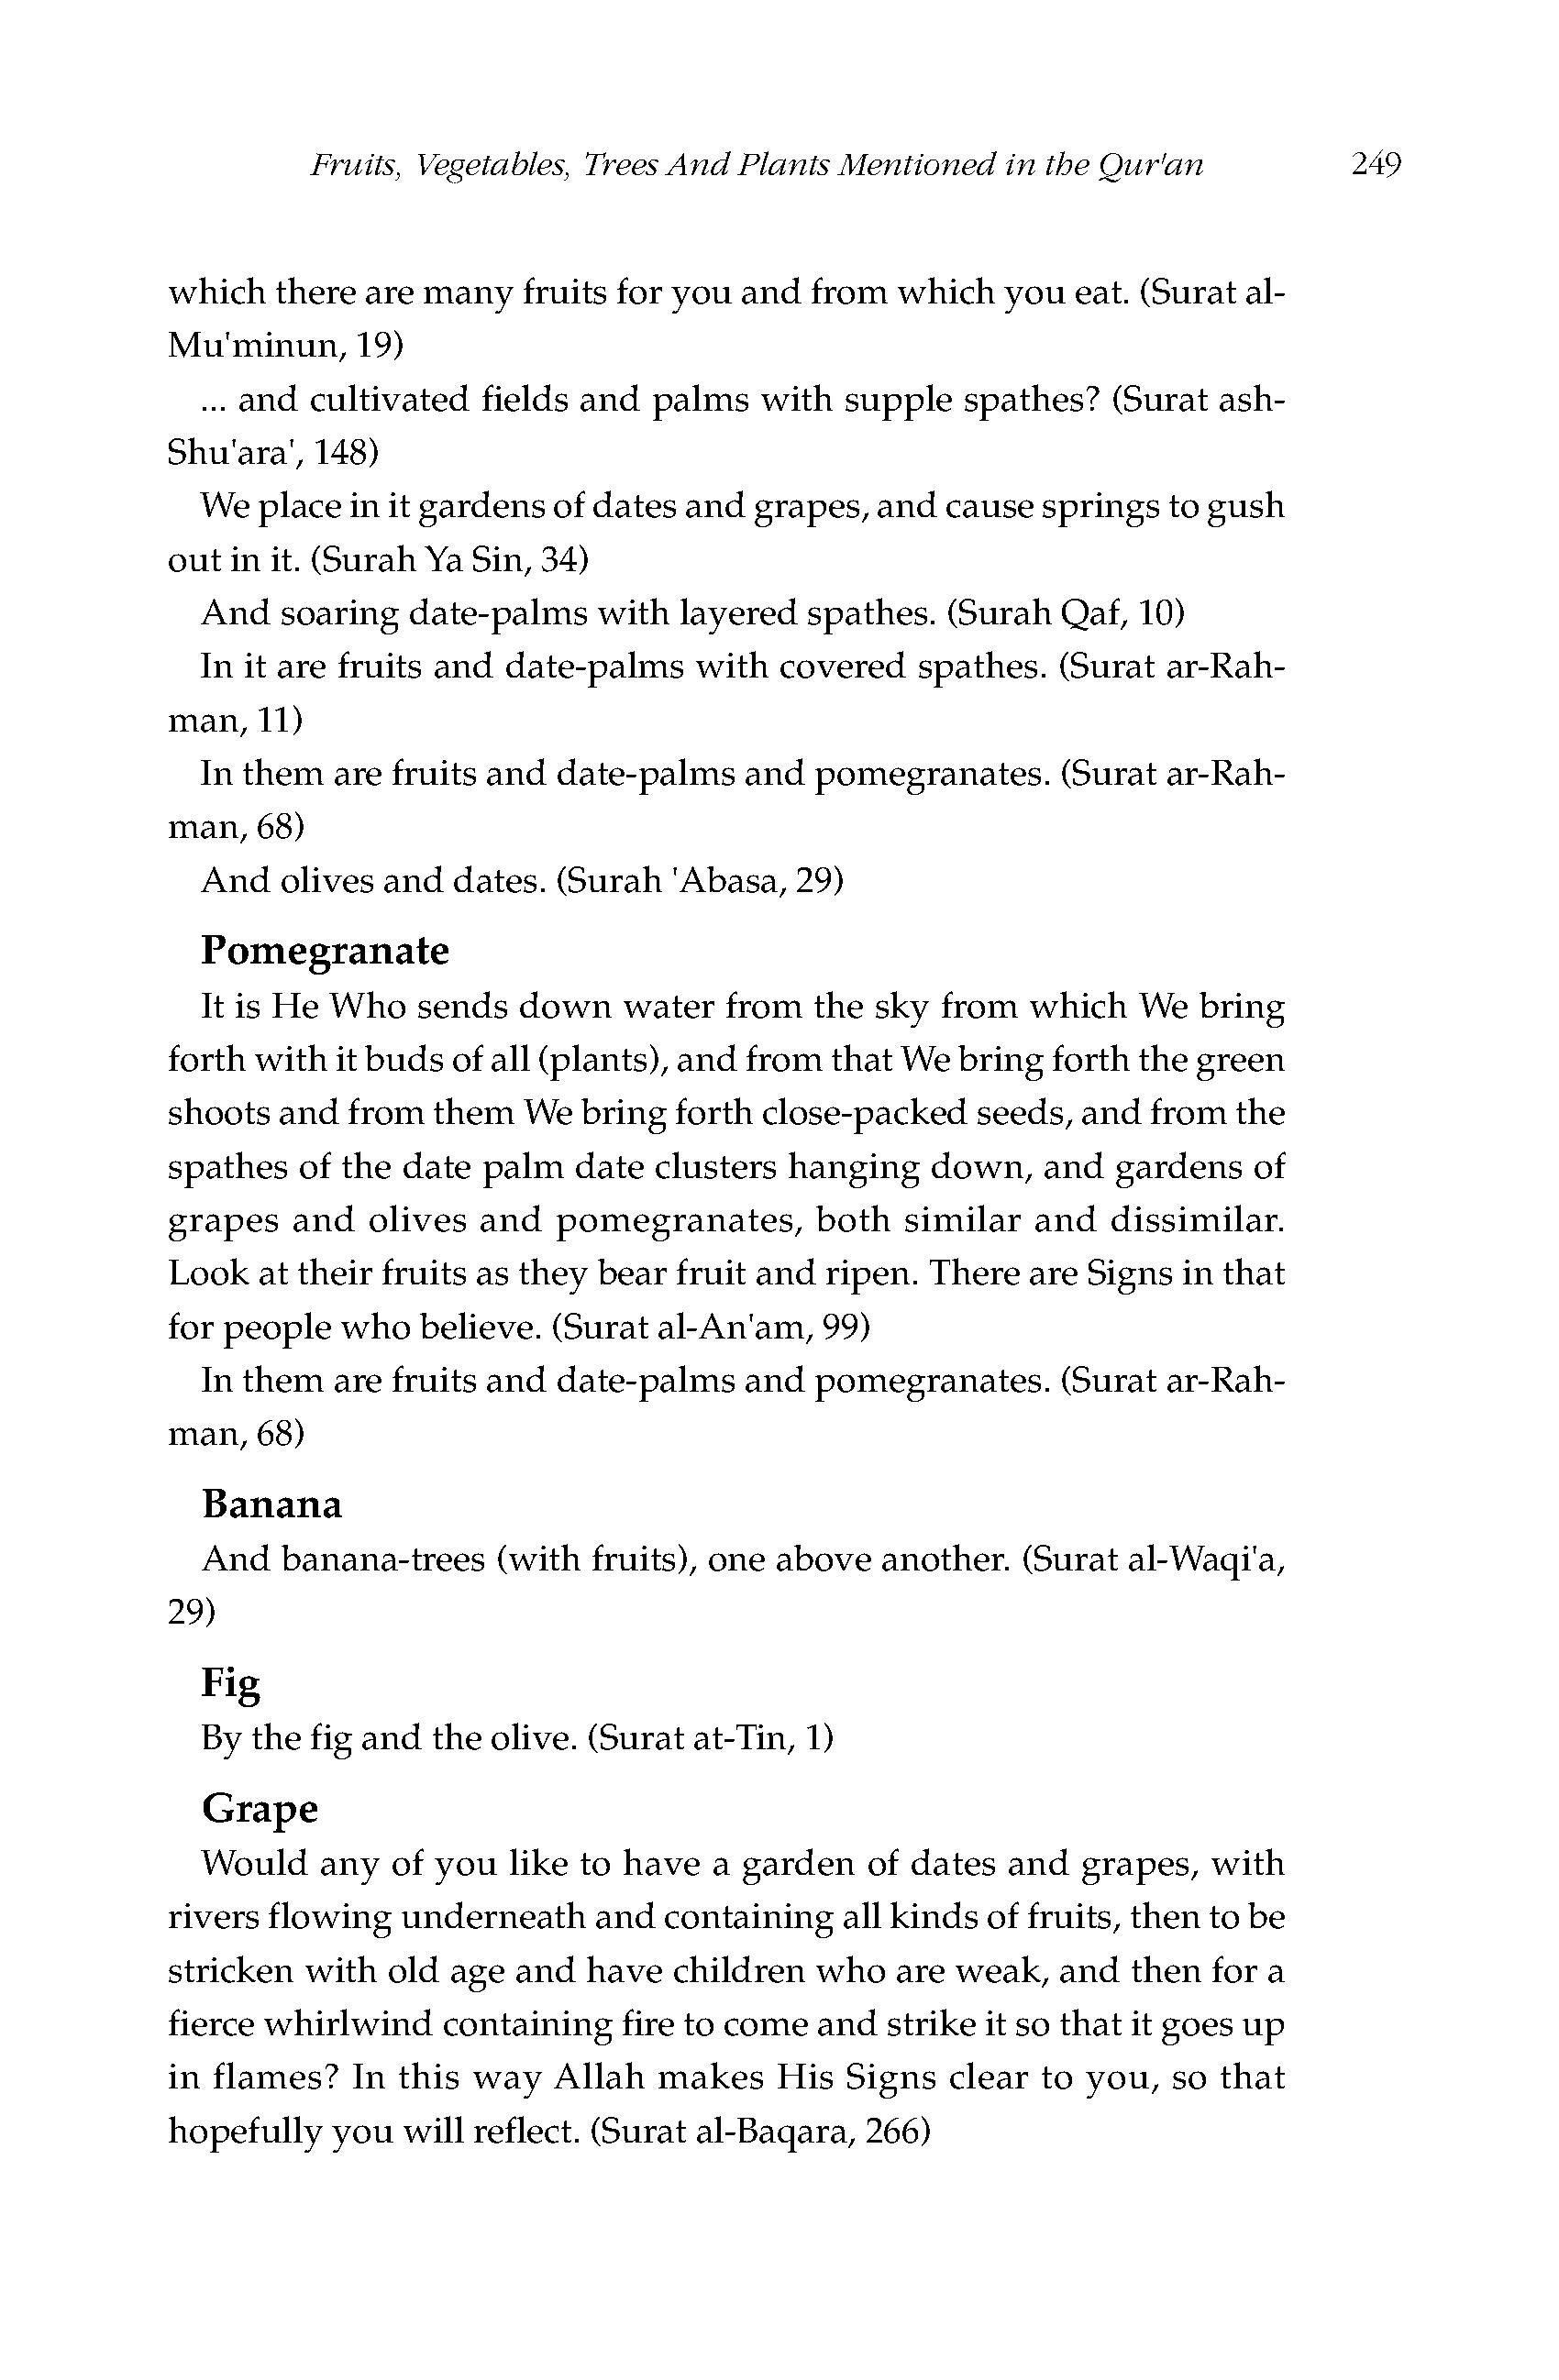 Fruits, Vegetables, Trees And Plants Mentioned in the Qur'an 249
which there are many fruits for you and from which you eat. (Surat al-
Mu'minun, 19)
... and cultivated fields and palms with supple spathes? (Surat ash-
Shu'ara', 148)
We place in it gardens of dates and grapes, and cause springs to gush
out in it. (Surah Ya Sin, 34)
And soaring date-palms with layered spathes. (Surah Qaf, 10)
In it are fruits and date-palms with covered spathes. (Surat ar-Rah-
man, 11)
In them are fruits and date-palms and pomegranates. (Surat ar-Rah-
man, 68)
And olives and dates. (Surah 'Abasa, 29)
Pomegranate
It is He Who sends down water from the sky from which We bring
forth with it buds of all (plants), and from that We bring forth the green
shoots and from them We bring forth close-packed seeds, and from the
spathes of the date palm date clusters hanging down, and gardens of
grapes and olives and pomegranates, both similar and dissimilar.
Look at their fruits as they bear fruit and ripen. There are Signs in that
for people who believe. (Surat al-An'am, 99)
In them are fruits and date-palms and pomegranates. (Surat ar-Rah-
man, 68)
Banana
And banana-trees (with fruits), one above another. (Surat al-Waqi'a,
29)
Fig
By the fig and the olive. (Surat at-Tin, 1)
Grape
Would any of you like to have a garden of dates and grapes, with
rivers flowing underneath and containing all kinds of fruits, then to be
stricken with old age and have children who are weak, and then for a
fierce whirlwind containing fire to come and strike it so that it goes up
in flames? In this way Allah makes His Signs clear to you, so that
hopefully you will reflect. (Surat al-Baqara, 266)